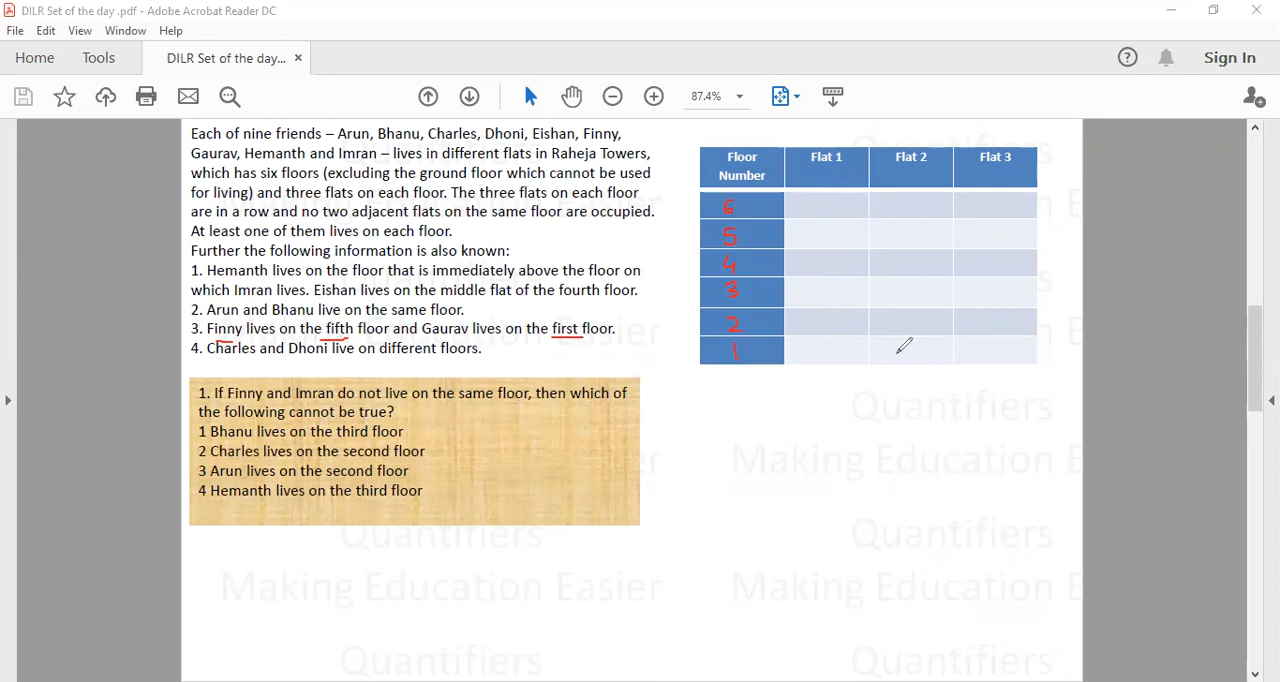 DILR Set of the day .pdf - Adobe Acrobat Reader DC
File Edit View Window Help
Home Tools DILR Set of the day... × Sign In
87.4%
Each of nine friends – Arun, Bhanu, Charles, Dhoni, Eishan, Finny,
Gaurav, Hemanth and Imran – lives in different flats in Raheja Towers,
which has six floors (excluding the ground floor which cannot be used
for living) and three flats on each floor. The three flats on each floor
are in a row and no two adjacent flats on the same floor are occupied.
At least one of them lives on each floor.
Further the following information is also known:
1. Hemanth lives on the floor that is immediately above the floor on
which Imran lives. Eishan lives on the middle flat of the fourth floor.
2. Arun and Bhanu live on the same floor.
3. Finny lives on the fifth floor and Gaurav lives on the first floor.
4. Charles and Dhoni live on different floors.
Floor Number Flat 1 Flat 2 Flat 3
6
5
4
3
2
1
1. If Finny and Imran do not live on the same floor, then which of
the following cannot be true?
1 Bhanu lives on the third floor
2 Charles lives on the second floor
3 Arun lives on the second floor
4 Hemanth lives on the third floor
Quantifiers
Making Education E
Quantifiers Quantifiers
Making Education Easier Making Education E
Quantifiers Quantifiers